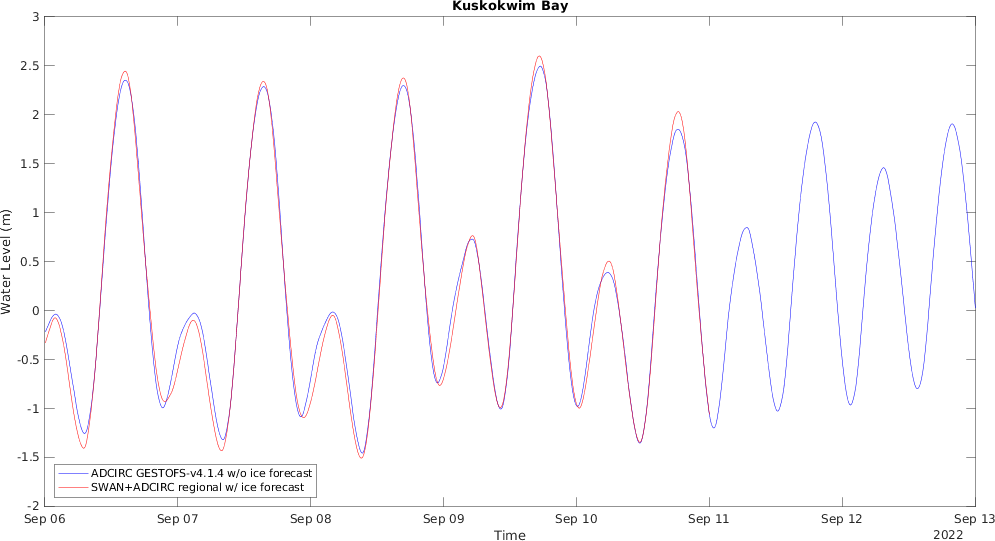 Kuskokwim Bay
3
2.5
2
1.5
1
0.5
0
-0.5
-1
-1.5
-2
Water Level (m)
ADCIRC GESTOFS-v4.1.4 w/o ice forecast
SWAN+ADCIRC regional w/ ice forecast
Sep 06 Sep 07 Sep 08 Sep 09 Sep 10 Sep 11 Sep 12 Sep 13
Time
2022